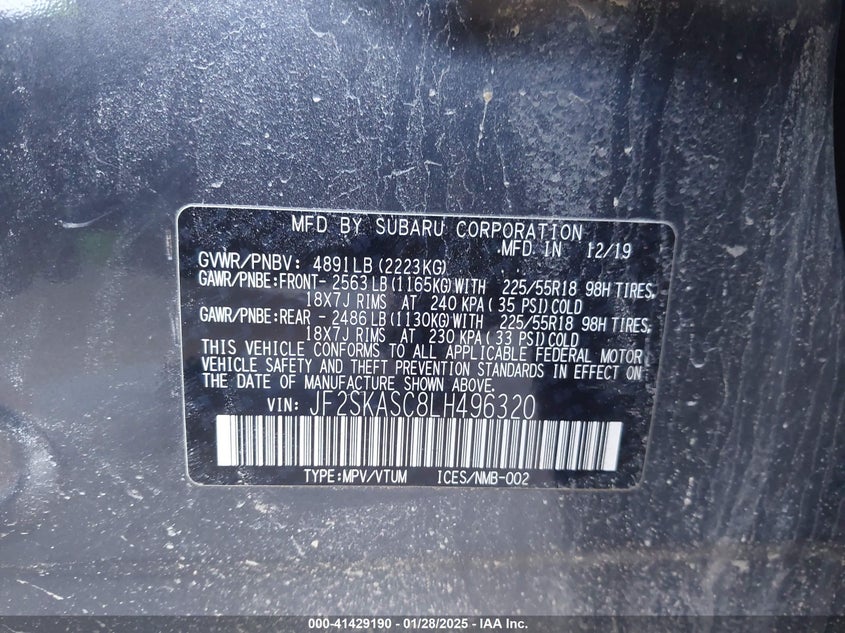 MFD BY SUBARU CORPORATION
MFD IN 12/19
GVWR/PNBV: 4891LB (2223KG)
GAWR/PNBE:FRONT- 2563LB (1165KG) WITH 225/55R18 98H TIRES,
18X7J RIMS AT 240 KPA( 35 PSI) COLD
GAWR/PNBE:REAR - 2486LB (1130KG) WITH 225/55R18 98H TIRES,
18X7J RIMS AT 230 KPA( 33 PSI) COLD
THIS VEHICLE CONFORMS TO ALL APPLICABLE FEDERAL MOTOR
VEHICLE SAFETY AND THEFT PREVENTION STANDARDS IN EFFECT ON
THE DATE OF MANUFACTURE SHOWN ABOVE.
VIN: JF2SKASC8LH496320
TYPE:MPV/VTUM ICES/NMB-002
000-41429190 - 01/28/2025 - © IAA Inc.